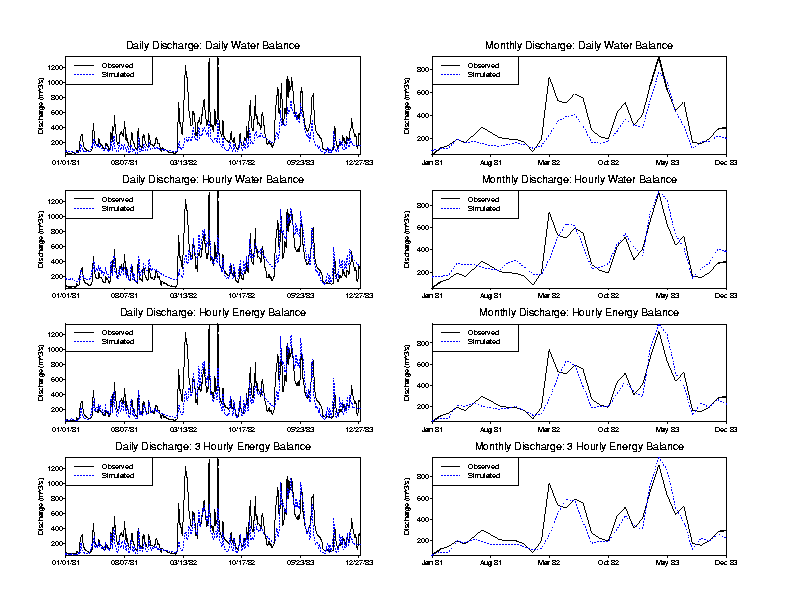 Daily Discharge: Daily Water Balance
Discharge (m^3/s)
1200
1000
800
600
400
200
Observed
Simulated
01/01/81 08/07/81 03/13/82 10/17/82 05/23/83 12/27/83
Monthly Discharge: Daily Water Balance
Discharge (m^3/s)
800
600
400
200
Observed
Simulated
Jan 81 Aug 81 Mar 82 Oct 82 May 83 Dec 83
Daily Discharge: Hourly Water Balance
Discharge (m^3/s)
1200
1000
800
600
400
200
Observed
Simulated
01/01/81 08/07/81 03/13/82 10/17/82 05/23/83 12/27/83
Monthly Discharge: Hourly Water Balance
Discharge (m^3/s)
800
600
400
200
Observed
Simulated
Jan 81 Aug 81 Mar 82 Oct 82 May 83 Dec 83
Daily Discharge: Hourly Energy Balance
Discharge (m^3/s)
1200
1000
800
600
400
200
Observed
Simulated
01/01/81 08/07/81 03/13/82 10/17/82 05/23/83 12/27/83
Monthly Discharge: Hourly Energy Balance
Discharge (m^3/s)
800
600
400
200
Observed
Simulated
Jan 81 Aug 81 Mar 82 Oct 82 May 83 Dec 83
Daily Discharge: 3 Hourly Energy Balance
Discharge (m^3/s)
1200
1000
800
600
400
200
Observed
Simulated
01/01/81 08/07/81 03/13/82 10/17/82 05/23/83 12/27/83
Monthly Discharge: 3 Hourly Energy Balance
Discharge (m^3/s)
800
600
400
200
Observed
Simulated
Jan 81 Aug 81 Mar 82 Oct 82 May 83 Dec 83